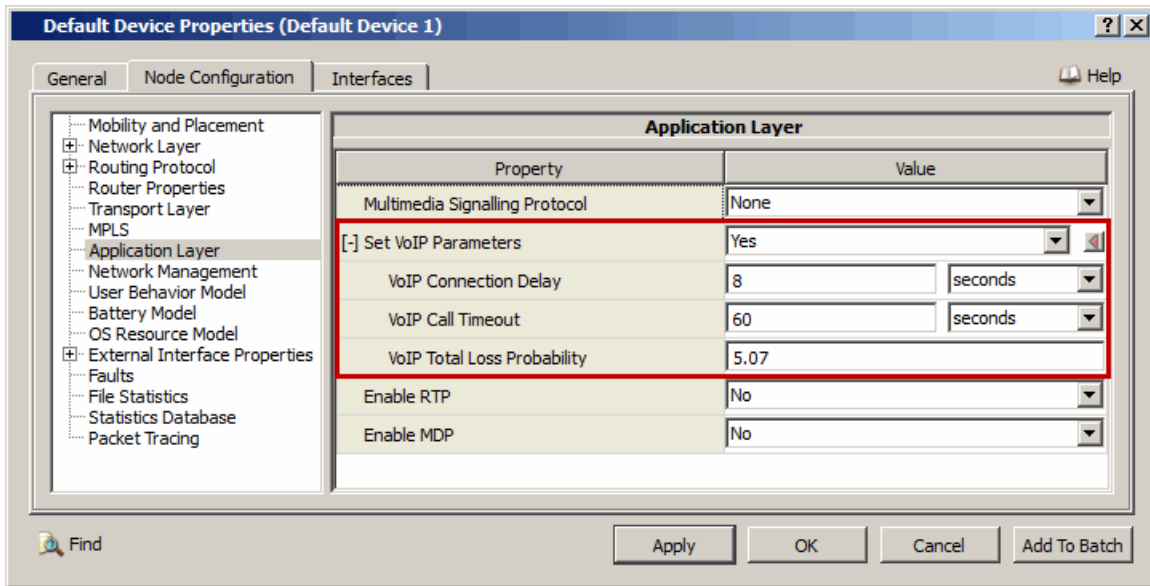 Default Device Properties (Default Device 1)
?
General
Node Configuration
Interfaces
Help
Mobility and Placement
Network Layer
Routing Protocol
Router Properties
Transport Layer
MPLS
Application Layer
Network Management
User Behavior Model
Battery Model
OS Resource Model
External Interface Properties
Faults
File Statistics
Statistics Database
Packet Tracing
Application Layer
Property Value
Multimedia Signalling Protocol None
[-] Set VoIP Parameters Yes
VoIP Connection Delay 8 seconds
VoIP Call Timeout 60 seconds
VoIP Total Loss Probability 5.07
Enable RTP No
Enable MDP No
Find
Apply
OK
Cancel
Add To Batch